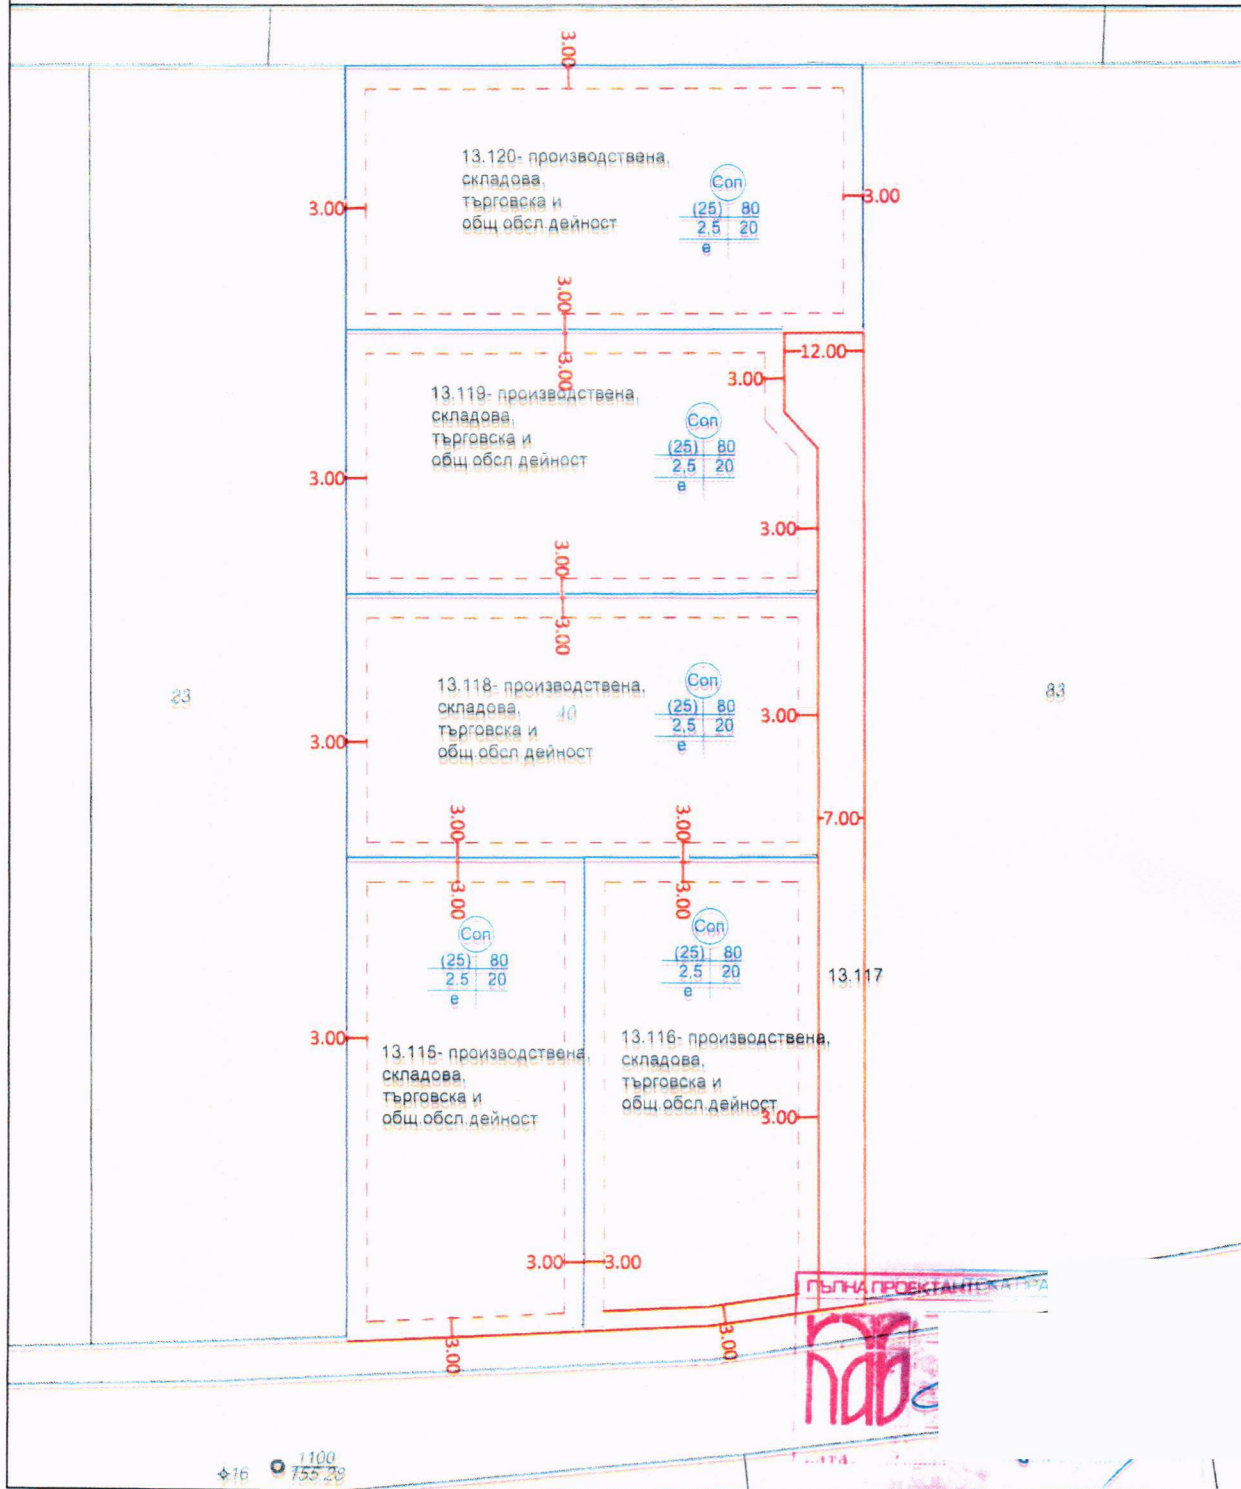 3.00
13.120- производствена,
складова,
търговска и
общ.обсл.дейност
Соп
(25) 80
2,5 20
е
3.00
3.00
3.00
3.00
12.00
3.00
13.119- производствена,
складова,
търговска и
общ.обсл.дейност
Соп
(25) 80
2,5 20
е
3.00
3.00
3.00
3.00
23
83
13.118- производствена,
складова,
търговска и
общ.обсл.дейност
40
Соп
(25) 80
2,5 20
е
3.00
3.00
7.00
3.00
3.00
3.00
3.00
Соп
(25) 80
2.5 20
е
Соп
(25) 80
2,5 20
е
13.117
3.00
13.115- производствена,
складова,
търговска и
общ.обсл.дейност
13.116- производствена,
складова,
търговска и
общ.обсл.дейност
3.00
3.00
3.00
3.00
3.00
ПЪЛНА ПРОЕКТАНТСКА ПРА
16
1100
755.28